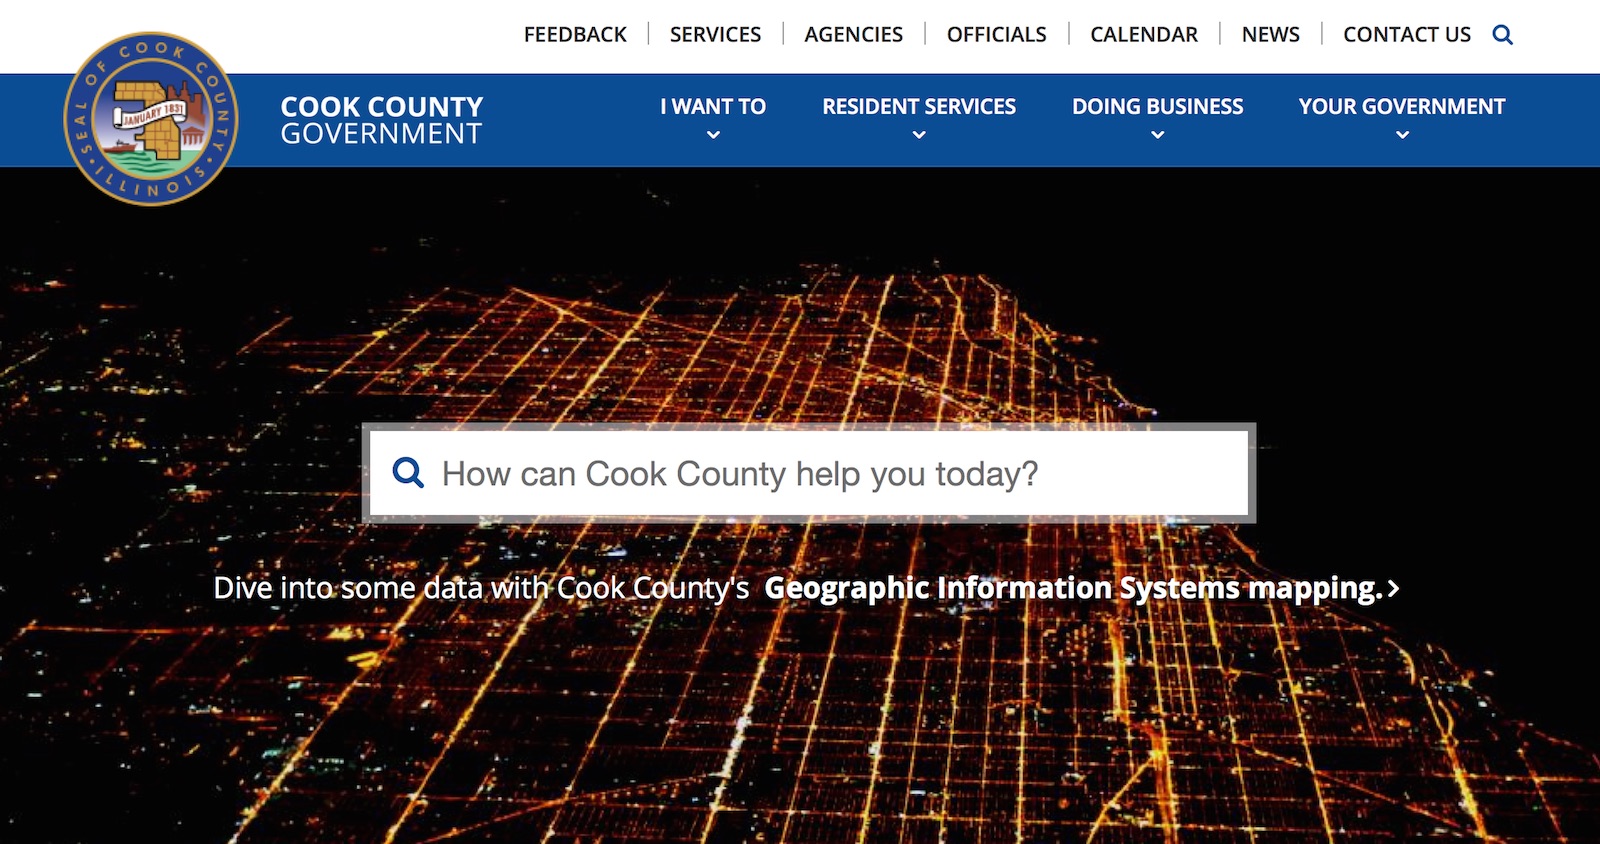 FEEDBACK SERVICES AGENCIES OFFICIALS CALENDAR NEWS CONTACT US
SEAL OF COOK COUNTY
ILLINOIS
JANUARY 1831
COOK COUNTY
GOVERNMENT
I WANT TO RESIDENT SERVICES DOING BUSINESS YOUR GOVERNMENT
How can Cook County help you today?
Dive into some data with Cook County's Geographic Information Systems mapping.